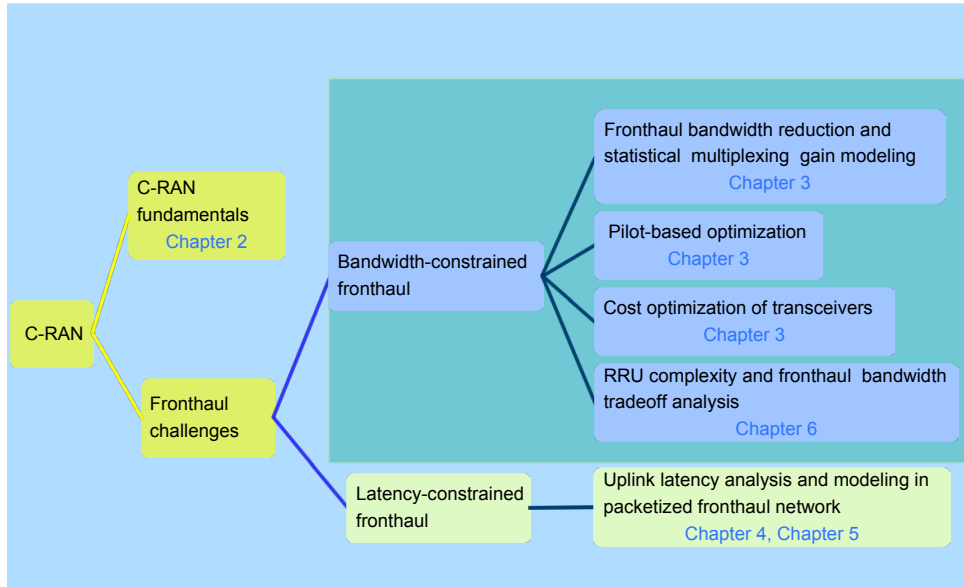 C-RAN
C-RAN
fundamentals
Chapter 2
Fronthaul
challenges
Bandwidth-constrained
fronthaul
Fronthaul bandwidth reduction and
statistical multiplexing gain modeling
Chapter 3
Pilot-based optimization
Chapter 3
Cost optimization of transceivers
Chapter 3
RRU complexity and fronthaul bandwidth
tradeoff analysis
Chapter 6
Latency-constrained
fronthaul
Uplink latency analysis and modeling in
packetized fronthaul network
Chapter 4, Chapter 5